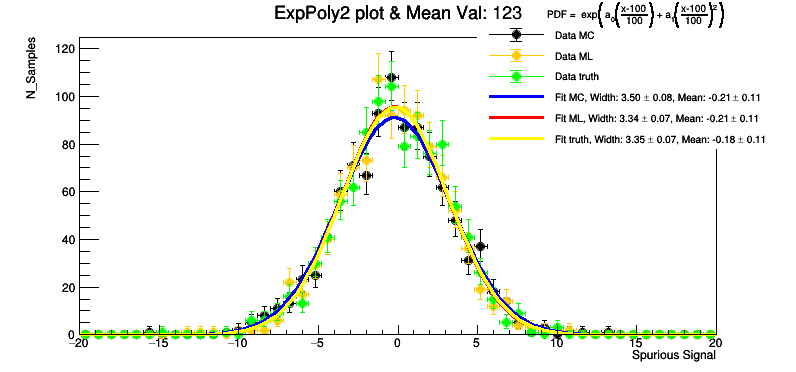 ExpPoly2 plot & Mean Val: 123
PDF = exp(a₀(x-100/100) + a₁(x-100/100)²)
N_Samples
Data MC
Data ML
Data truth
Fit MC, Width: 3.50 ± 0.08, Mean: -0.21 ± 0.11
Fit ML, Width: 3.34 ± 0.07, Mean: -0.21 ± 0.11
Fit truth, Width: 3.35 ± 0.07, Mean: -0.18 ± 0.11
120
100
80
60
40
20
0
−20 −15 −10 −5 0 5 10 15 20
Spurious Signal